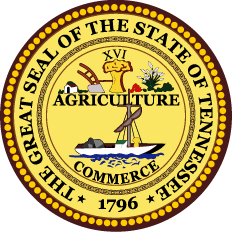 THE GREAT SEAL OF THE STATE OF TENNESSEE
XVI
AGRICULTURE
COMMERCE
1796